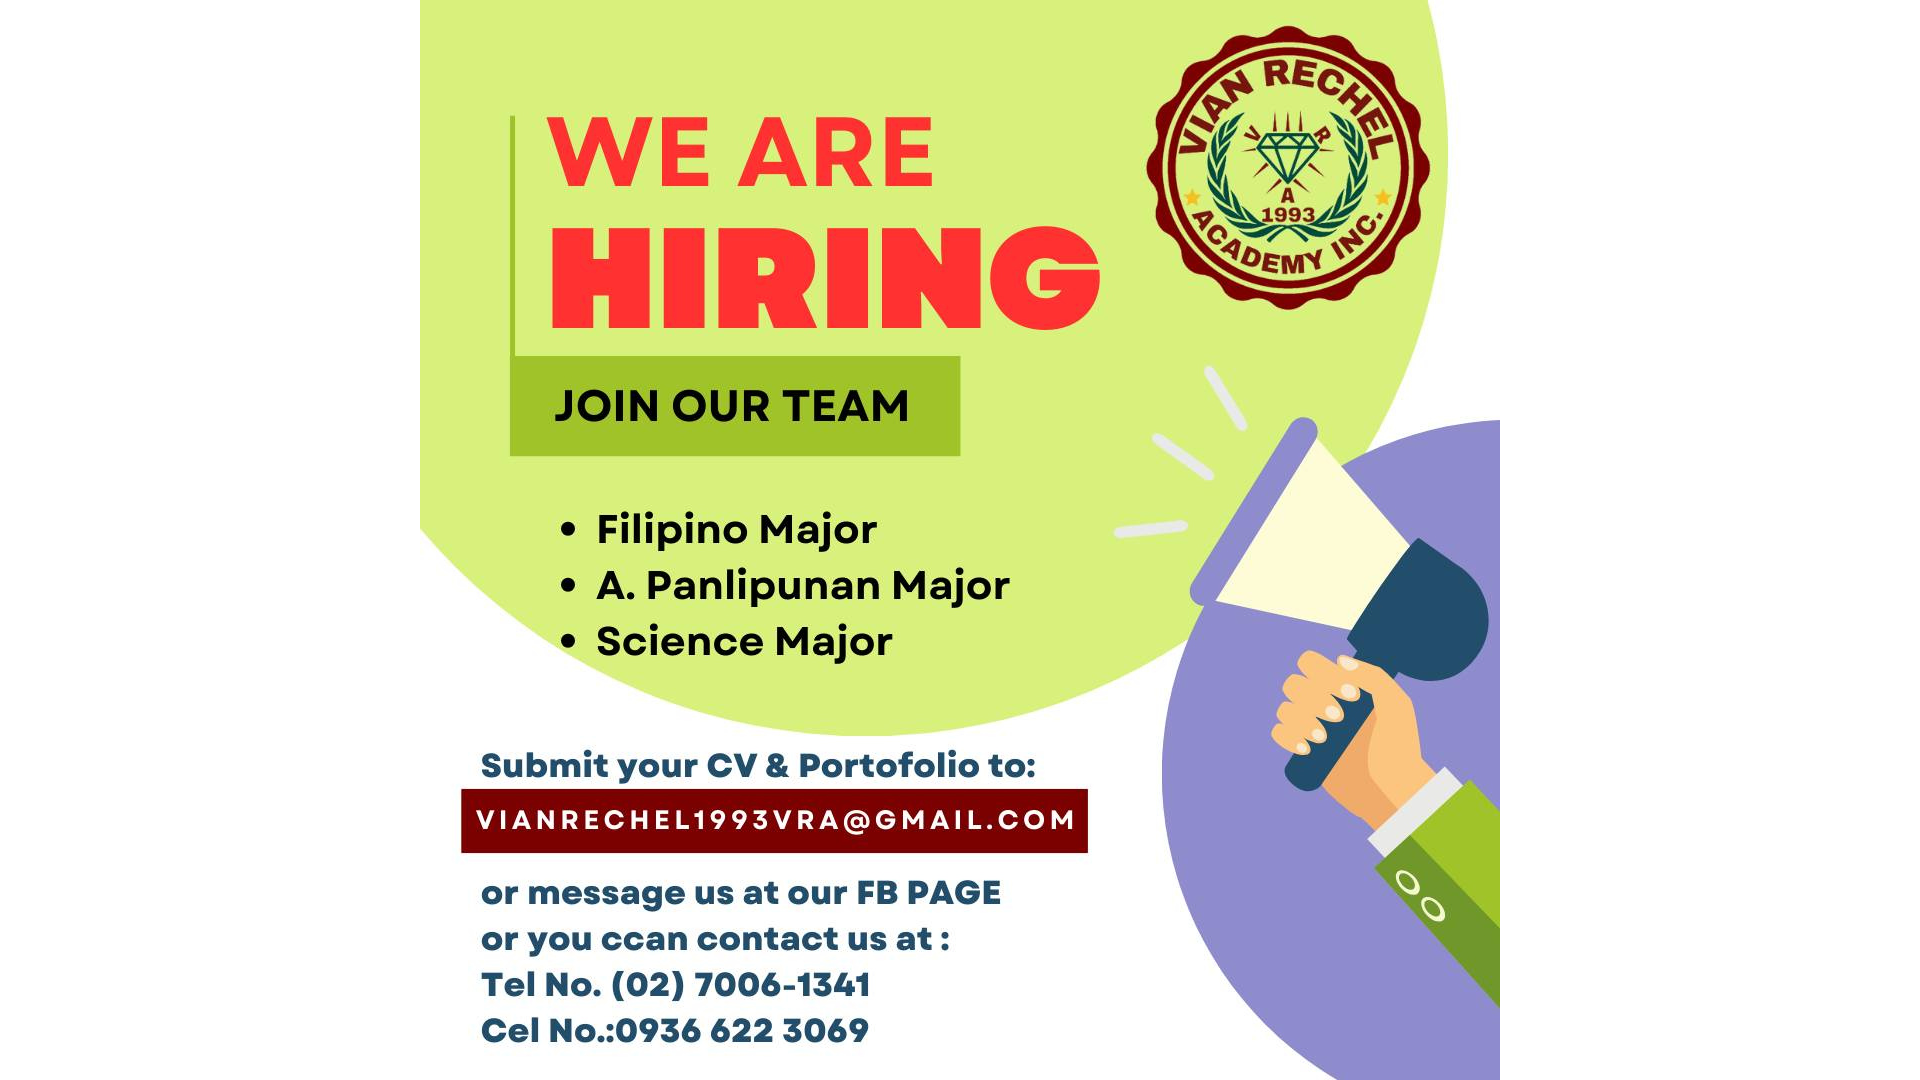 WE ARE
HIRING
JOIN OUR TEAM
VIAN RECHEL
V R
A
1993
ACADEMY INC.
• Filipino Major
• A. Panlipunan Major
• Science Major
Submit your CV & Portofolio to:
VIANRECHEL1993VRA@GMAIL.COM
or message us at our FB PAGE
or you ccan contact us at :
Tel No. (02) 7006-1341
Cel No.:0936 622 3069